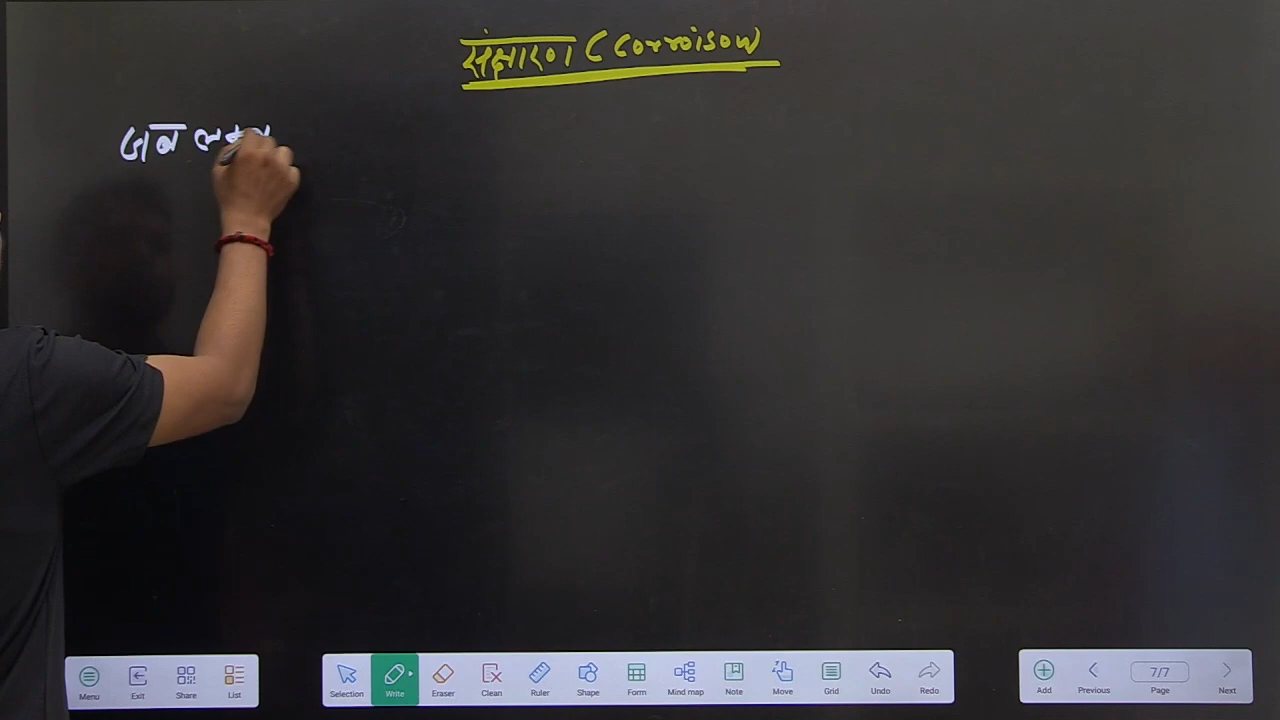 संक्षारण (Corroison
जब
Menu Exit Share List Selection Write Eraser Clean Ruler Shape Form Mind map Note Move Grid Undo Redo Add Previous 7/7 Page Next